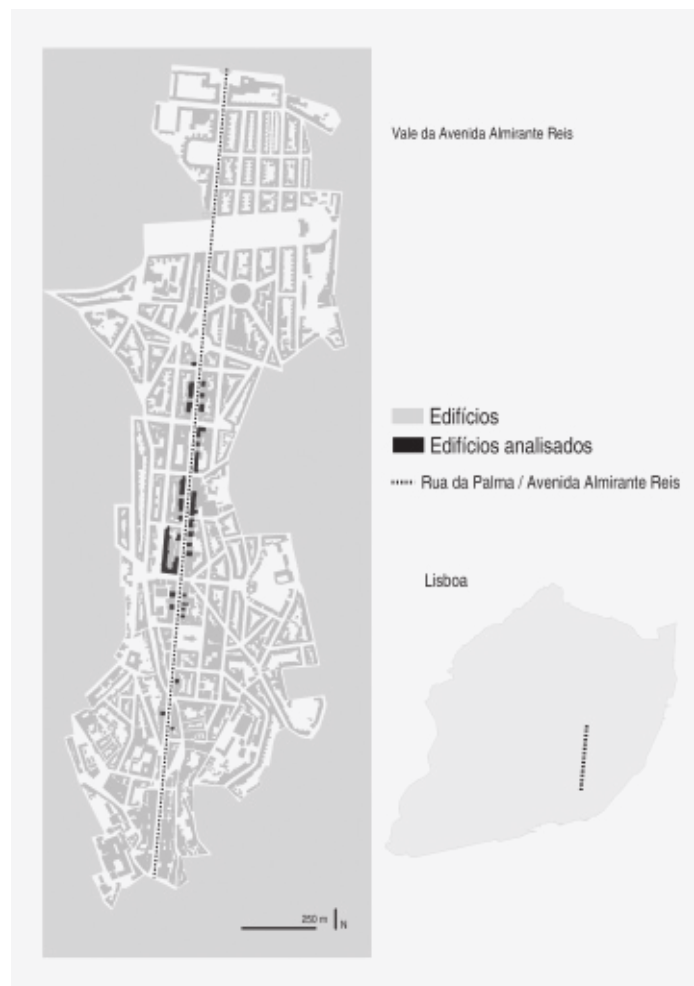 Vale da Avenida Almirante Reis
Edifícios
Edifícios analisados
Rua da Palma / Avenida Almirante Reis
Lisboa
250 m
N